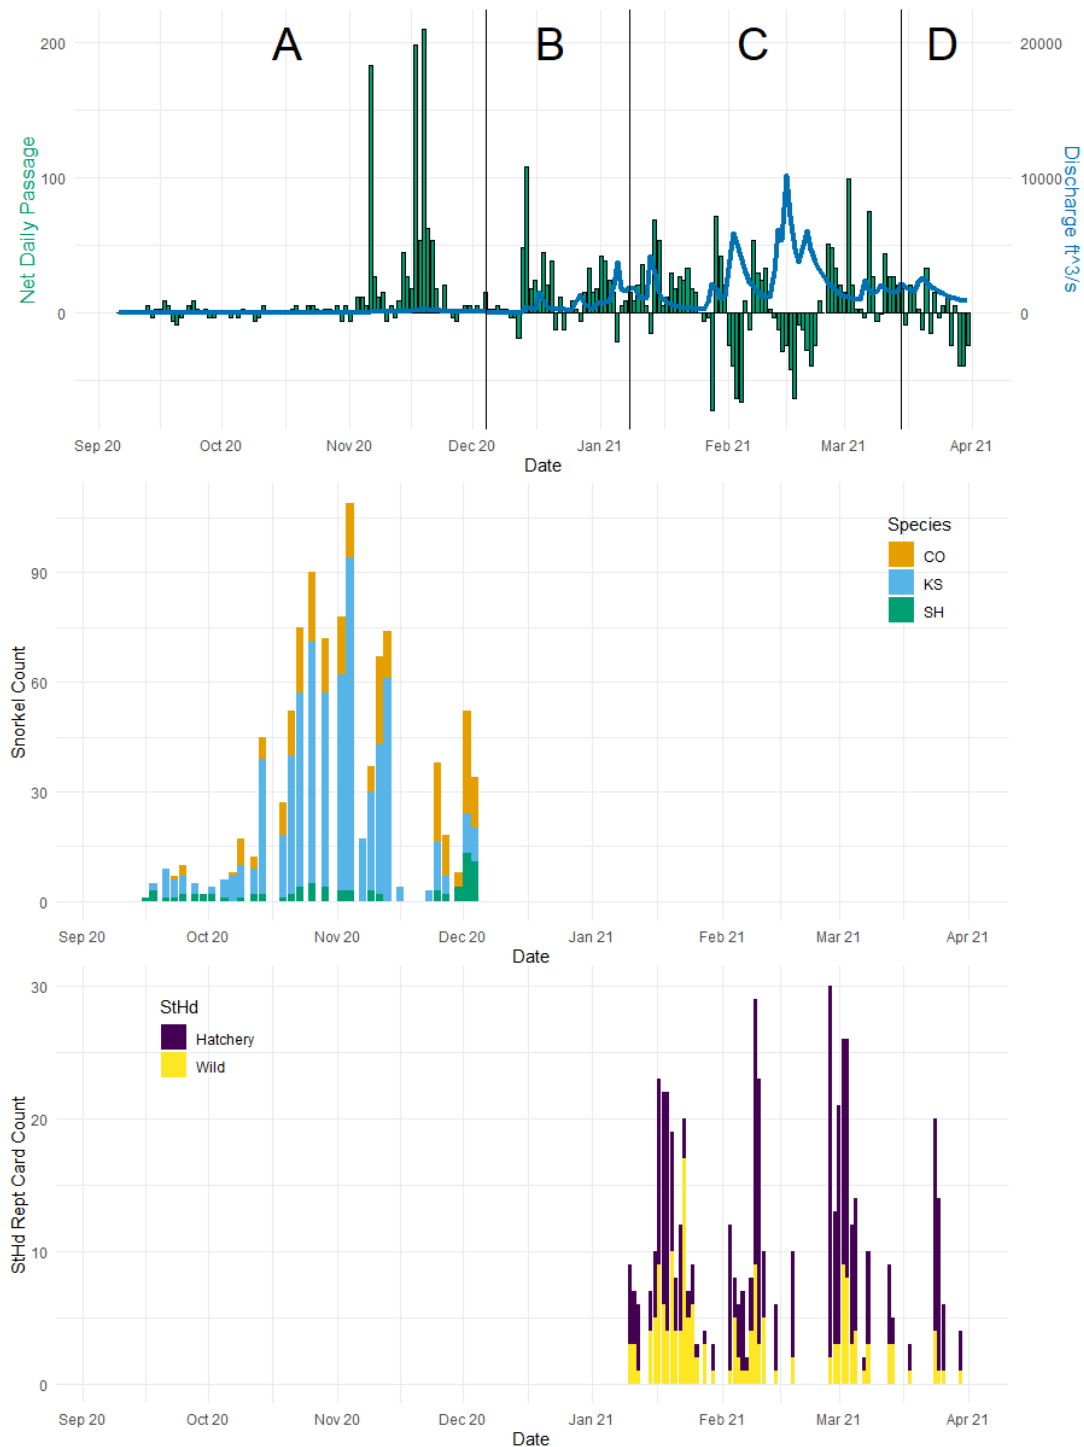 A B C D
200
20000
100
10000
0
0
Net Daily Passage
Discharge ft^3/s
Sep 20 Oct 20 Nov 20 Dec 20 Jan 21 Feb 21 Mar 21 Apr 21
Date
Species
CO
KS
SH
90
60
30
0
Snorkel Count
Sep 20 Oct 20 Nov 20 Dec 20 Jan 21 Feb 21 Mar 21 Apr 21
Date
StHd
Hatchery
Wild
30
20
10
0
StHd Rept Card Count
Sep 20 Oct 20 Nov 20 Dec 20 Jan 21 Feb 21 Mar 21 Apr 21
Date